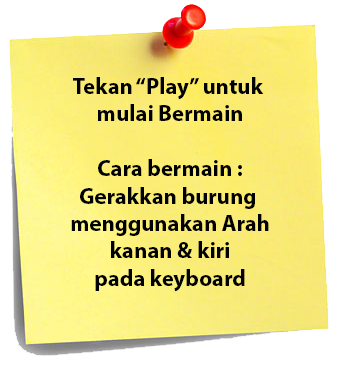 Tekan “Play” untuk
mulai Bermain
Cara bermain :
Gerakkan burung
menggunakan Arah
kanan & kiri
pada keyboard